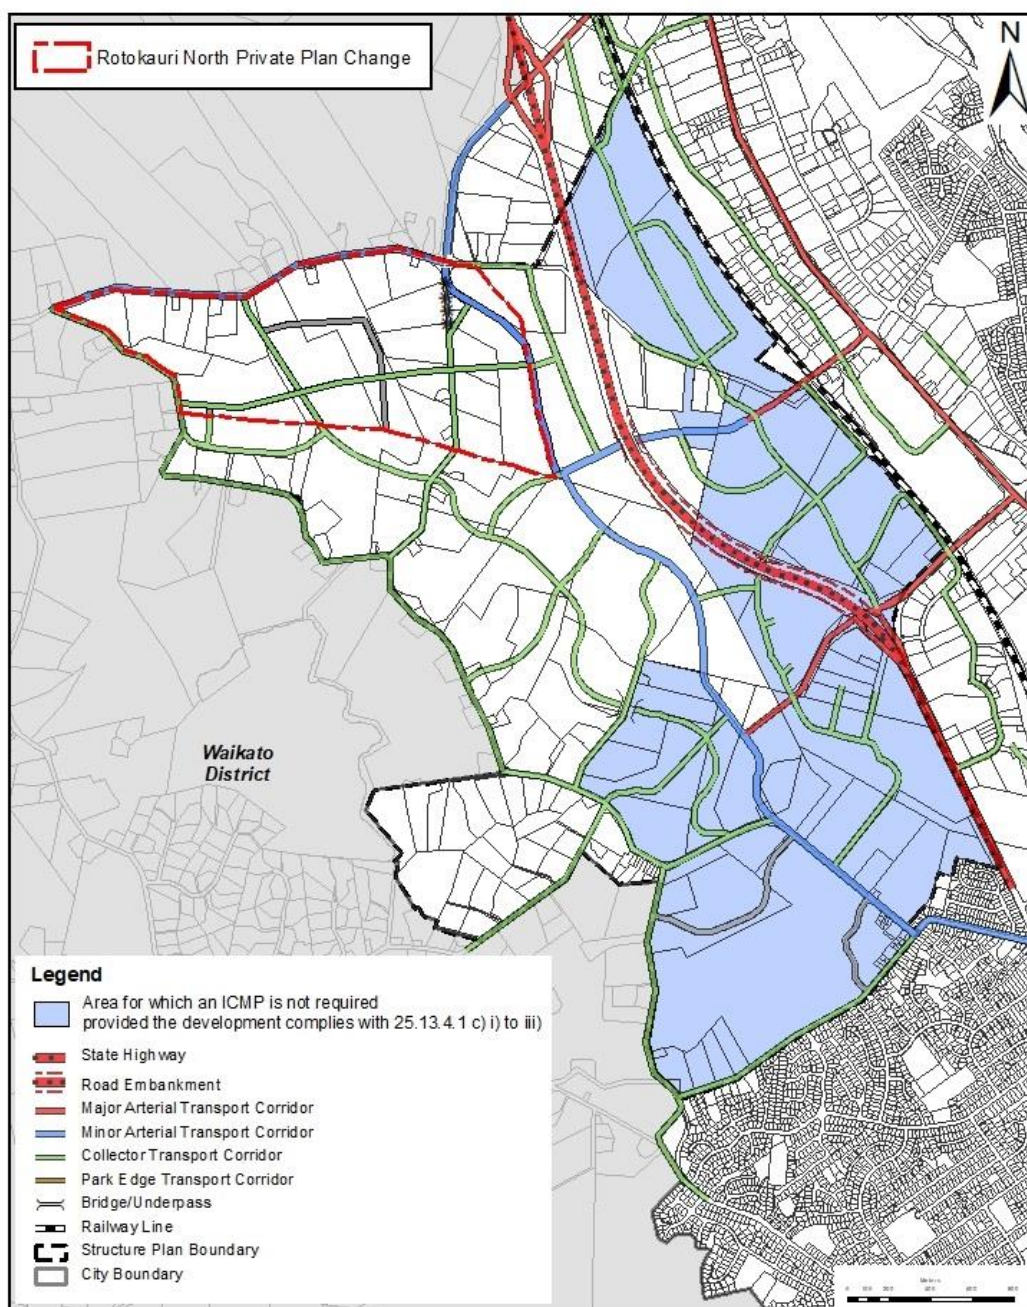 Rotokauri North Private Plan Change
N
Waikato
District
Legend
Area for which an ICMP is not required
provided the development complies with 25.13.4.1 c) i) to iii)
State Highway
Road Embankment
Major Arterial Transport Corridor
Minor Arterial Transport Corridor
Collector Transport Corridor
Park Edge Transport Corridor
Bridge/Underpass
Railway Line
Structure Plan Boundary
City Boundary
Meters